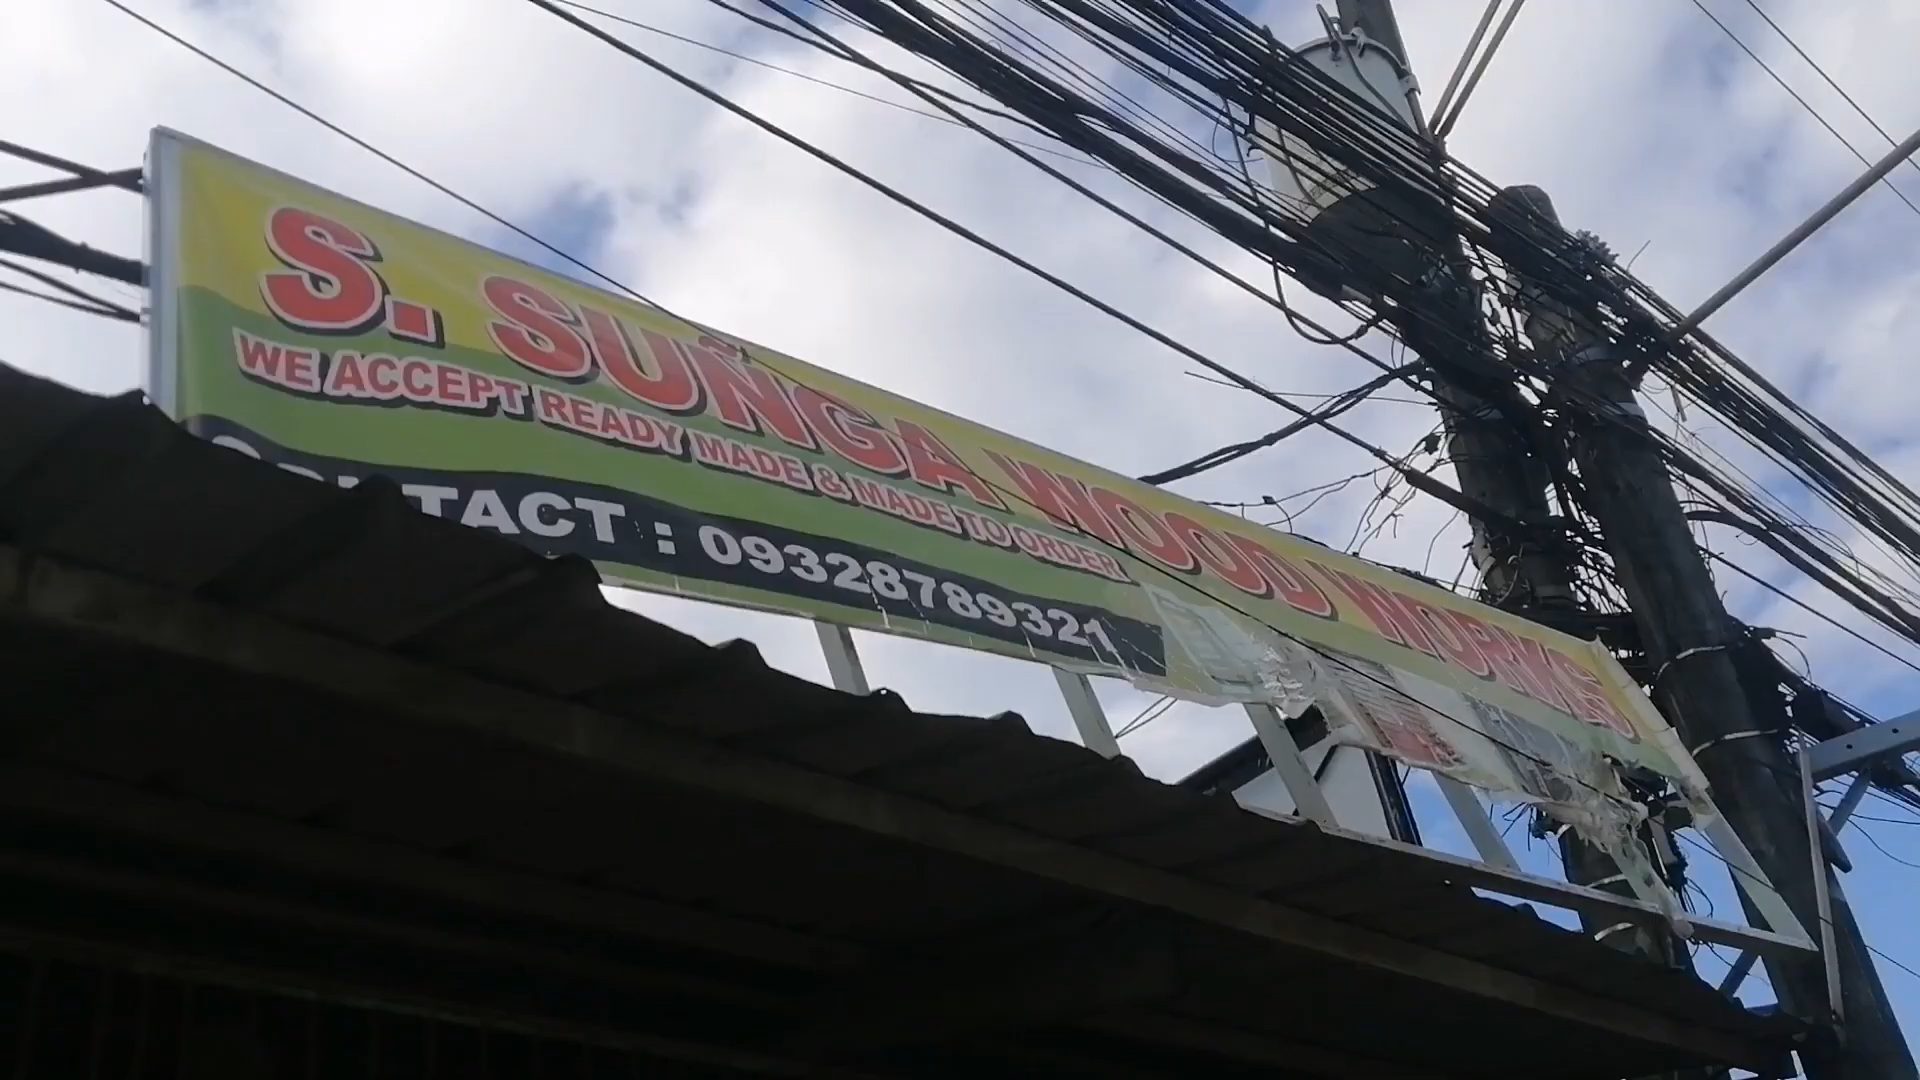 S. SUÑGA WOOD WORKS
WE ACCEPT READY MADE & MADE TO ORDER
CONTACT : 09328789321